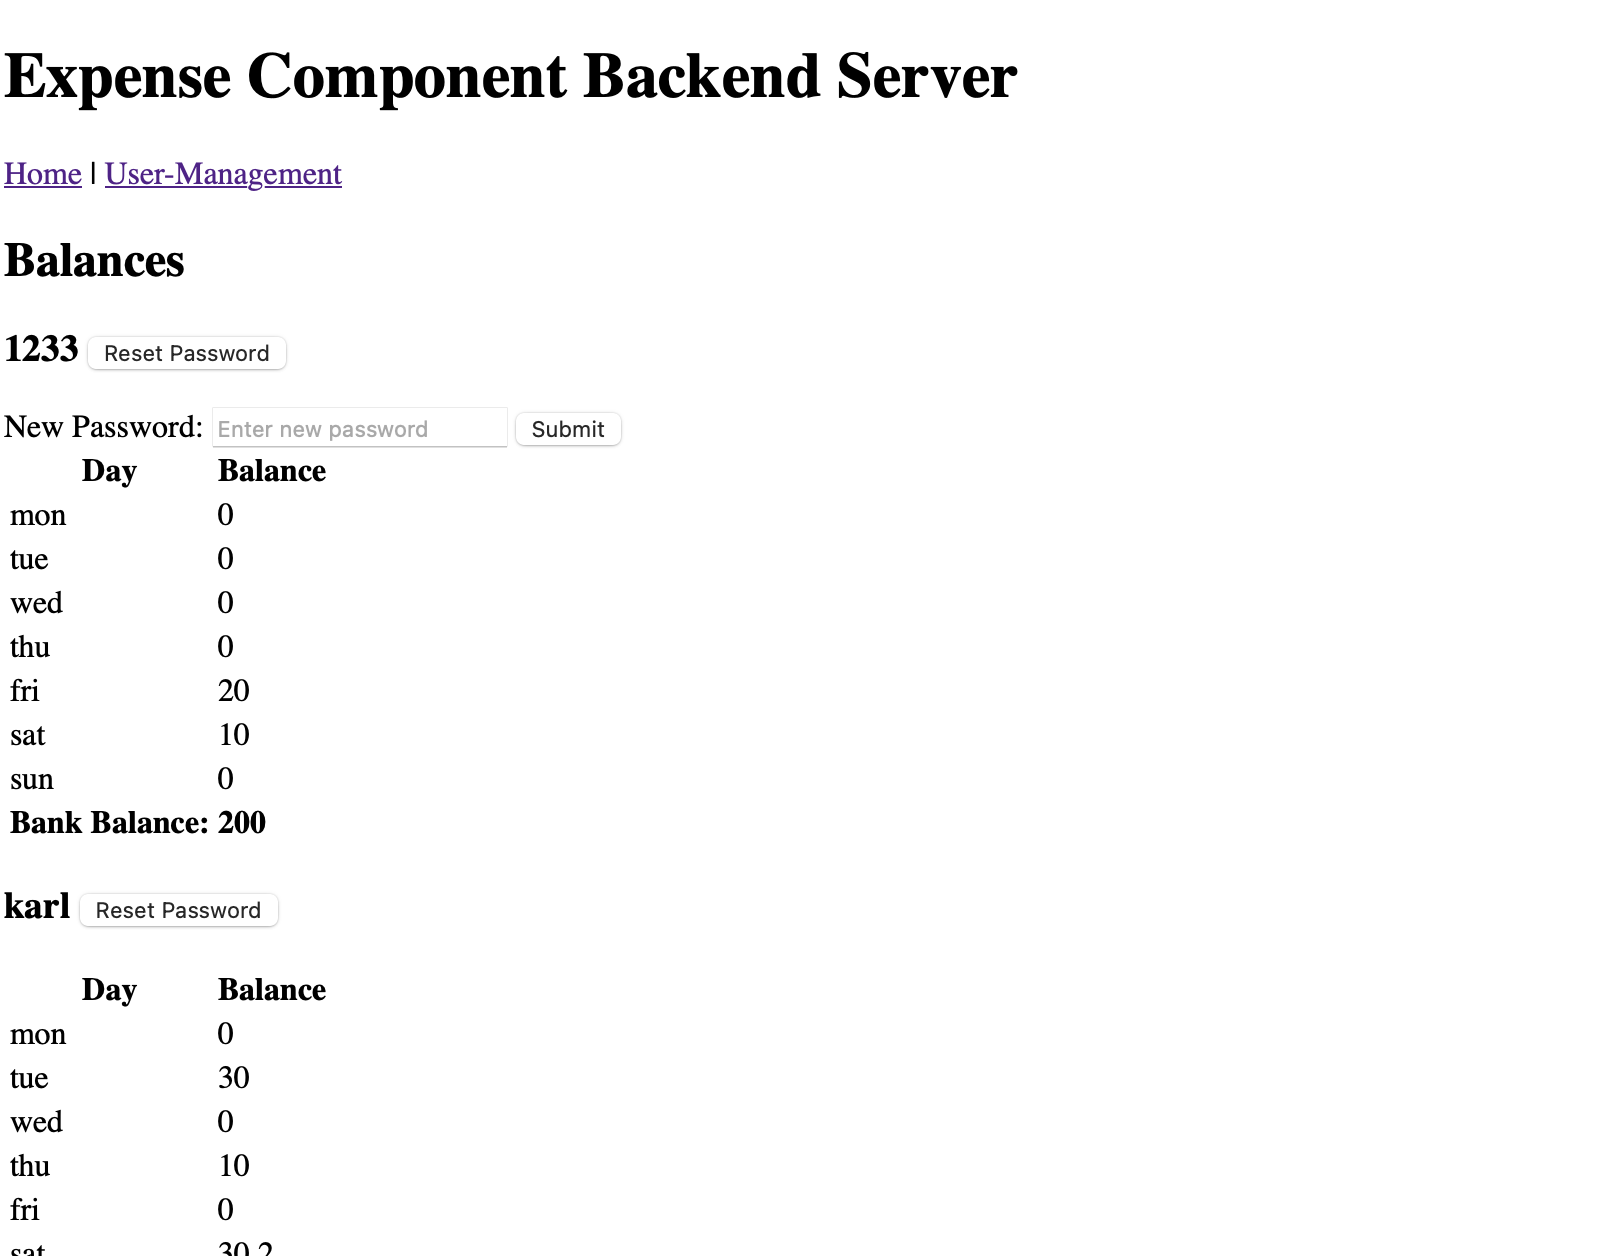 Expense Component Backend Server
Home | User-Management
Balances
1233 Reset Password
New Password: Enter new password Submit
Day Balance
mon 0
tue 0
wed 0
thu 0
fri 20
sat 10
sun 0
Bank Balance: 200
karl Reset Password
Day Balance
mon 0
tue 30
wed 0
thu 10
fri 0
sat 30.2